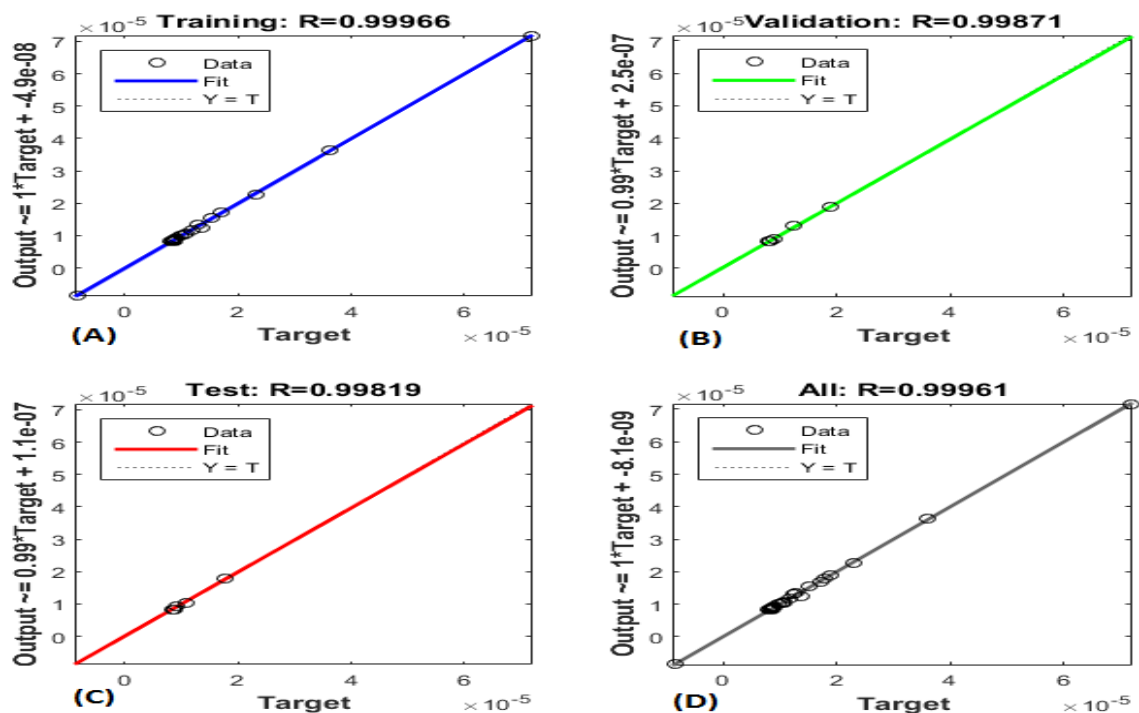 Training: R=0.99966
× 10^-5
Output ~= 1*Target + -4.9e-08
7
6
5
4
3
2
1
0
Data
Fit
Y = T
0 2 4 6
× 10^-5
Target
(A)
Validation: R=0.99871
× 10^-5
Output ~= 0.99*Target + 2.5e-07
7
6
5
4
3
2
1
0
Data
Fit
Y = T
0 2 4 6
× 10^-5
Target
(B)
Test: R=0.99819
× 10^-5
Output ~= 0.99*Target + 1.1e-07
7
6
5
4
3
2
1
0
Data
Fit
Y = T
0 2 4 6
× 10^-5
Target
(C)
All: R=0.99961
× 10^-5
Output ~= 1*Target + -8.1e-09
7
6
5
4
3
2
1
0
Data
Fit
Y = T
0 2 4 6
× 10^-5
Target
(D)